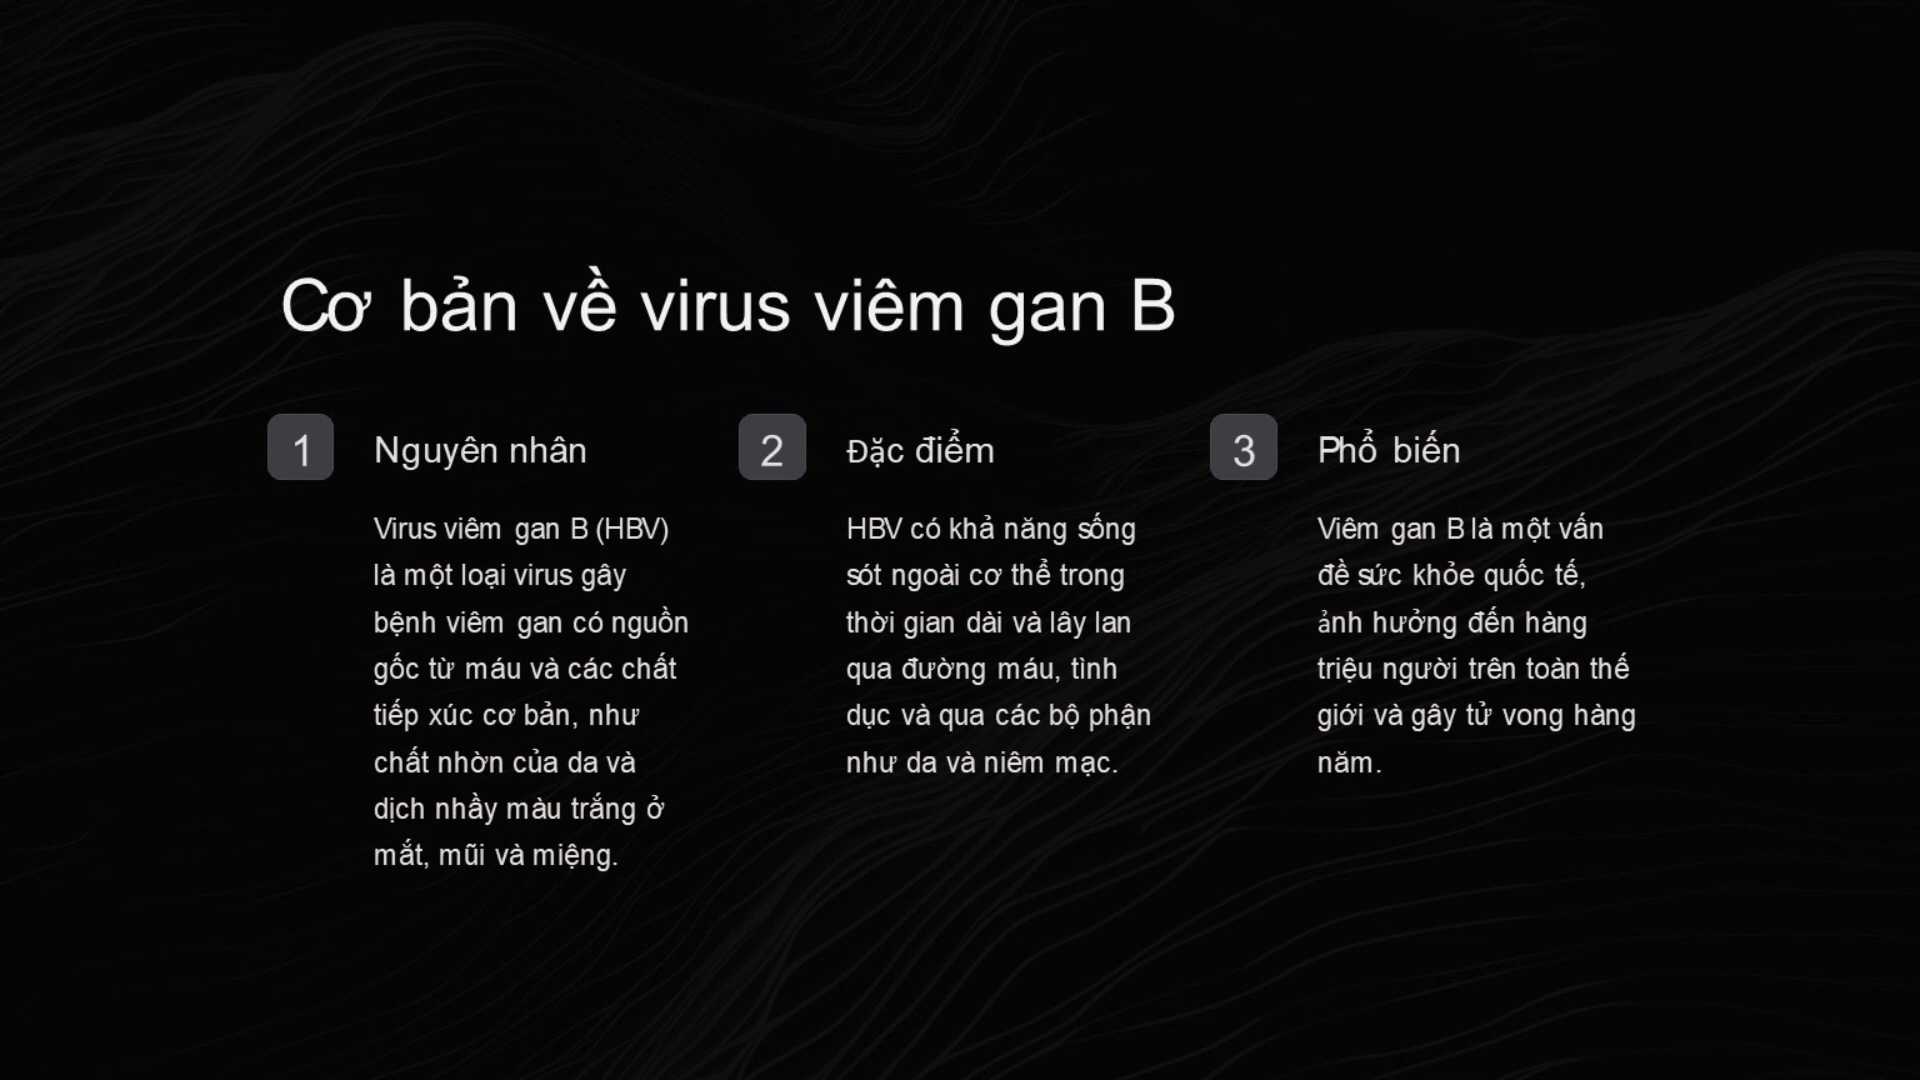 Cơ bản về virus viêm gan B
1
Nguyên nhân
Virus viêm gan B (HBV)
là một loại virus gây
bệnh viêm gan có nguồn
gốc từ máu và các chất
tiếp xúc cơ bản, như
chất nhờn của da và
dịch nhầy màu trắng ở
mắt, mũi và miệng.
2
Đặc điểm
HBV có khả năng sống
sót ngoài cơ thể trong
thời gian dài và lây lan
qua đường máu, tình
dục và qua các bộ phận
như da và niêm mạc.
3
Phổ biến
Viêm gan B là một vấn
đề sức khỏe quốc tế,
ảnh hưởng đến hàng
triệu người trên toàn thế
giới và gây tử vong hàng
năm.